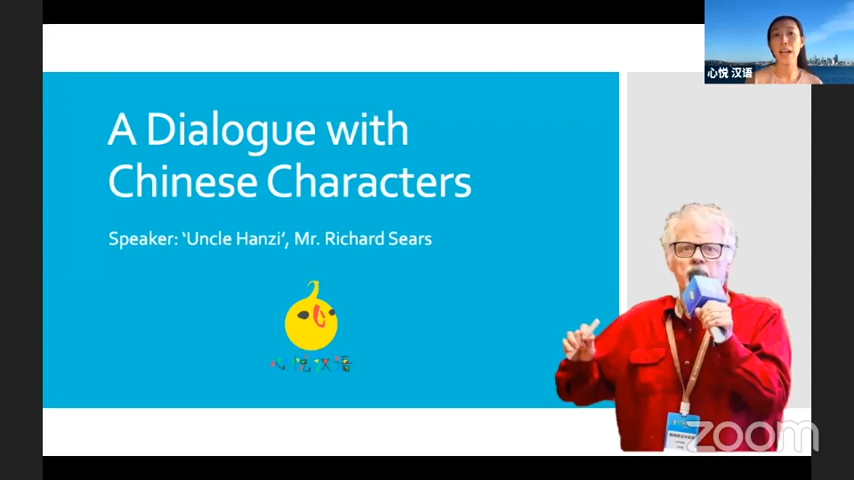 心悦 汉语
A Dialogue with
Chinese Characters
Speaker: ‘Uncle Hanzi’, Mr. Richard Sears
心悦汉语
zoom